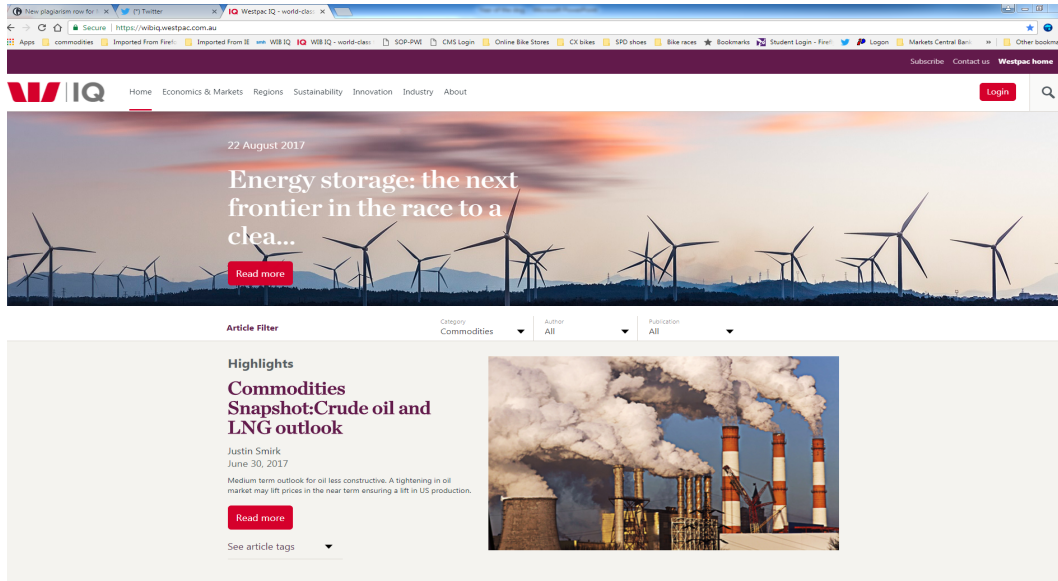 New plagiarism row for
(*) Twitter
Westpac IQ - world-class
Secure https://wibiq.westpac.com.au
Apps commodities Imported From Firefo Imported From IE WIB IQ WIB IQ - world-class SOP-PWI CMS Login Online Bike Stores CX bikes SPD shoes Bike races Bookmarks Student Login - Firefl Logon Markets Central Bank » Other bookma
Subscribe Contact us Westpac home
IQ Home Economics & Markets Regions Sustainability Innovation Industry About Login
22 August 2017
Energy storage: the next
frontier in the race to a
clea...
Read more
Article Filter
Category
Commodities
Author
All
Publication
All
Highlights
Commodities
Snapshot:Crude oil and
LNG outlook
Justin Smirk
June 30, 2017
Medium term outlook for oil less constructive. A tightening in oil
market may lift prices in the near term ensuring a lift in US production.
Read more
See article tags